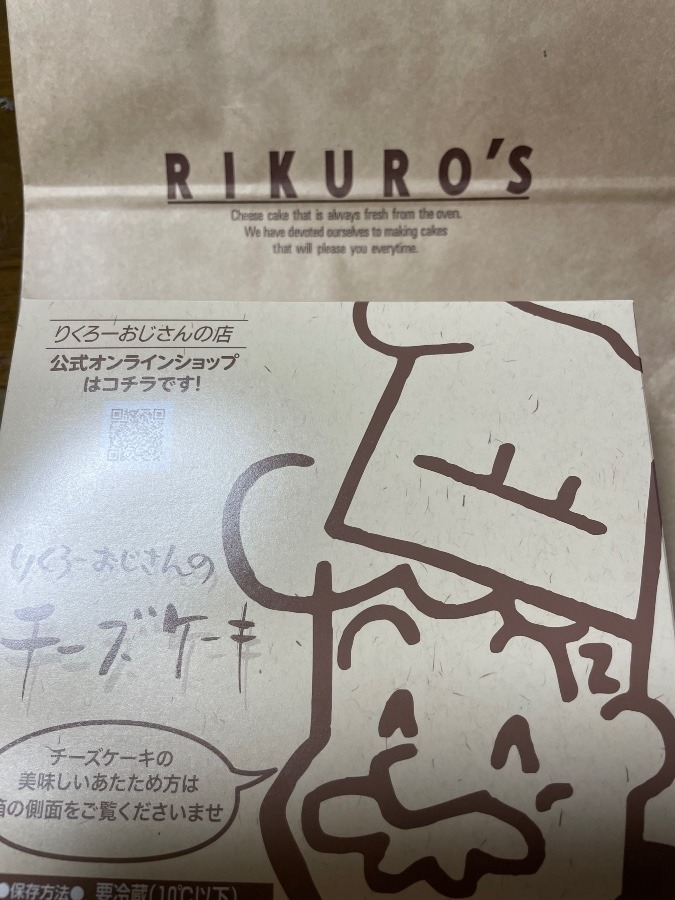 RIKURO'S
Cheese cake that is always fresh from the oven.
We have devoted ourselves to making cakes
that will please you everytime.
りくろーおじさんの店
公式オンラインショップ
はコチラです!
りくろーおじさんの
チーズケーキ
チーズケーキの
美味しいあたため方は
箱の側面をご覧くださいませ
●保存方法● 要冷蔵(10℃以下)